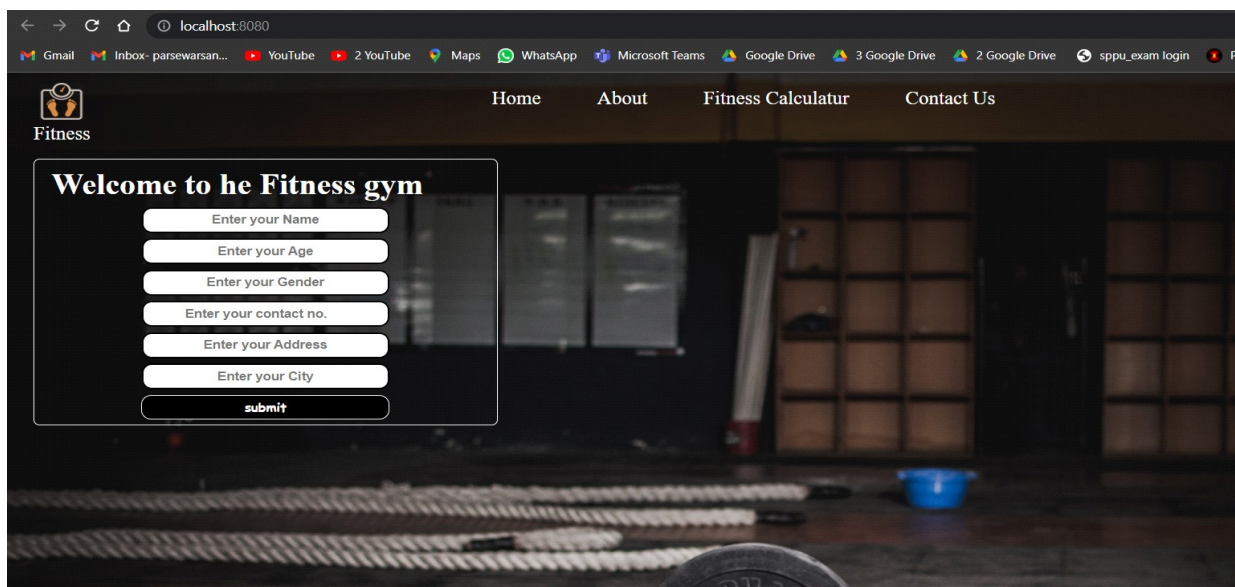 localhost:8080
Gmail Inbox- parsewarsan... YouTube 2 YouTube Maps WhatsApp Microsoft Teams Google Drive 3 Google Drive 2 Google Drive sppu_exam login
Home About Fitness Calculatur Contact Us
Fitness
Welcome to he Fitness gym
Enter your Name
Enter your Age
Enter your Gender
Enter your contact no.
Enter your Address
Enter your City
submit